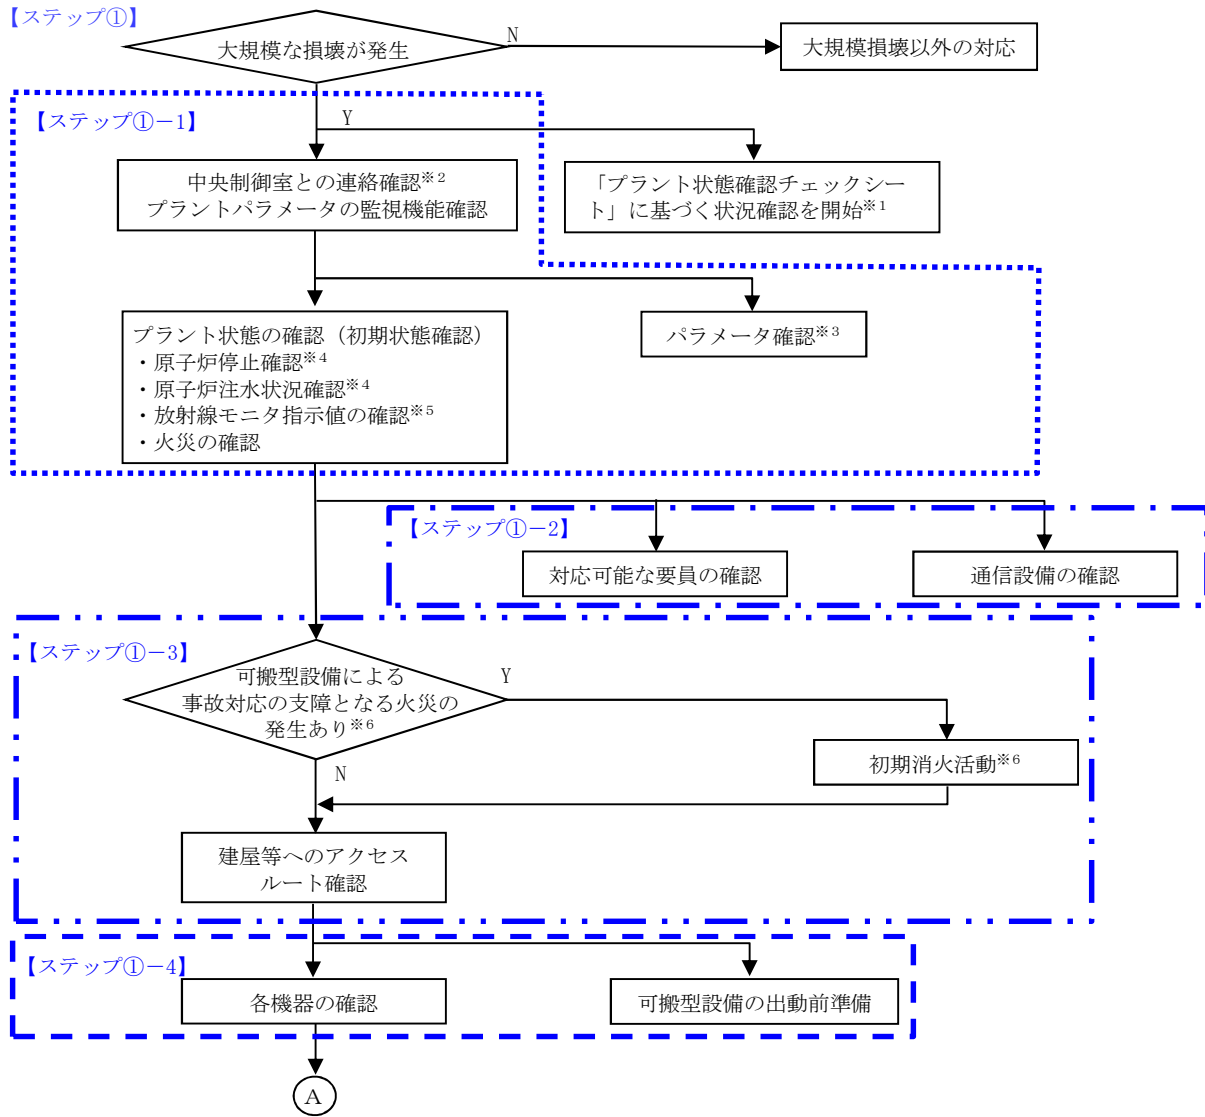 【ステップ①】
大規模な損壊が発生
N
大規模損壊以外の対応
【ステップ①－1】
Y
中央制御室との連絡確認※2
プラントパラメータの監視機能確認
「プラント状態確認チェックシー
ト」に基づく状況確認を開始※1
プラント状態の確認（初期状態確認）
・原子炉停止確認※4
・原子炉注水状況確認※4
・放射線モニタ指示値の確認※5
・火災の確認
パラメータ確認※3
【ステップ①－2】
対応可能な要員の確認
通信設備の確認
【ステップ①－3】
可搬型設備による
事故対応の支障となる火災の
発生あり※6
Y
N
初期消火活動※6
建屋等へのアクセス
ルート確認
【ステップ①－4】
各機器の確認
可搬型設備の出動前準備
A